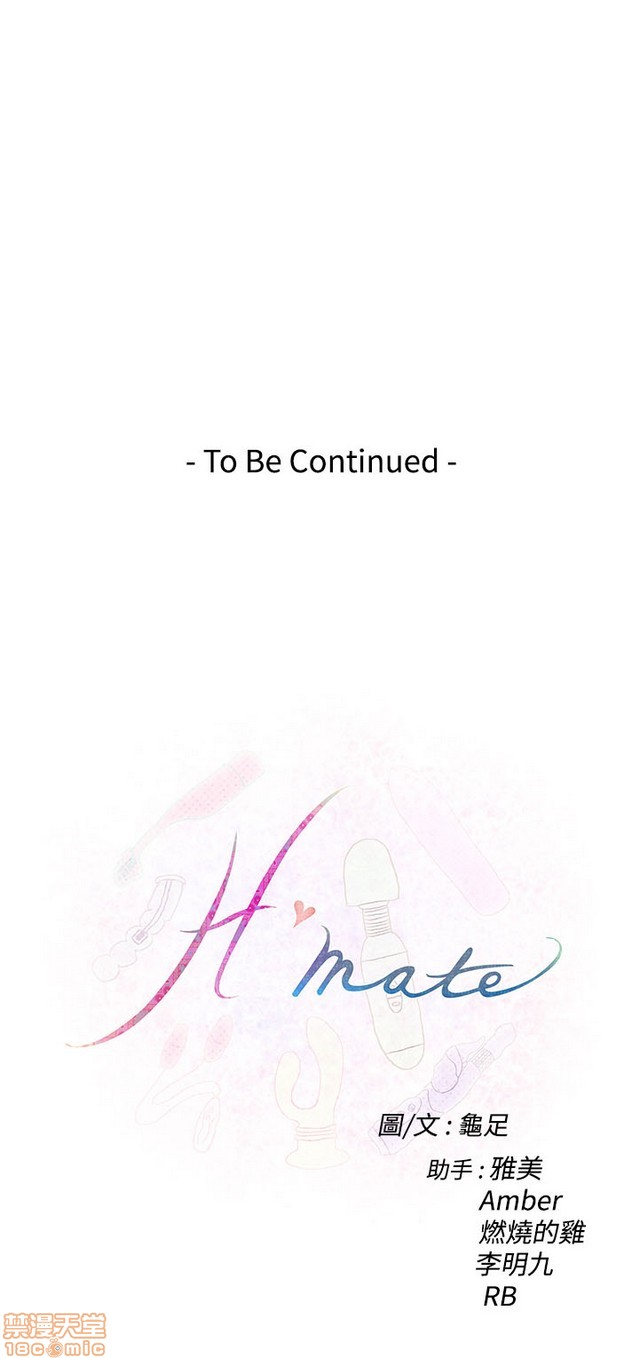 - To Be Continued -
H♥mate
圖/文 : 龜足
助手 : 雅美
Amber
燃燒的雞
李明九
RB
禁漫天堂
18comic